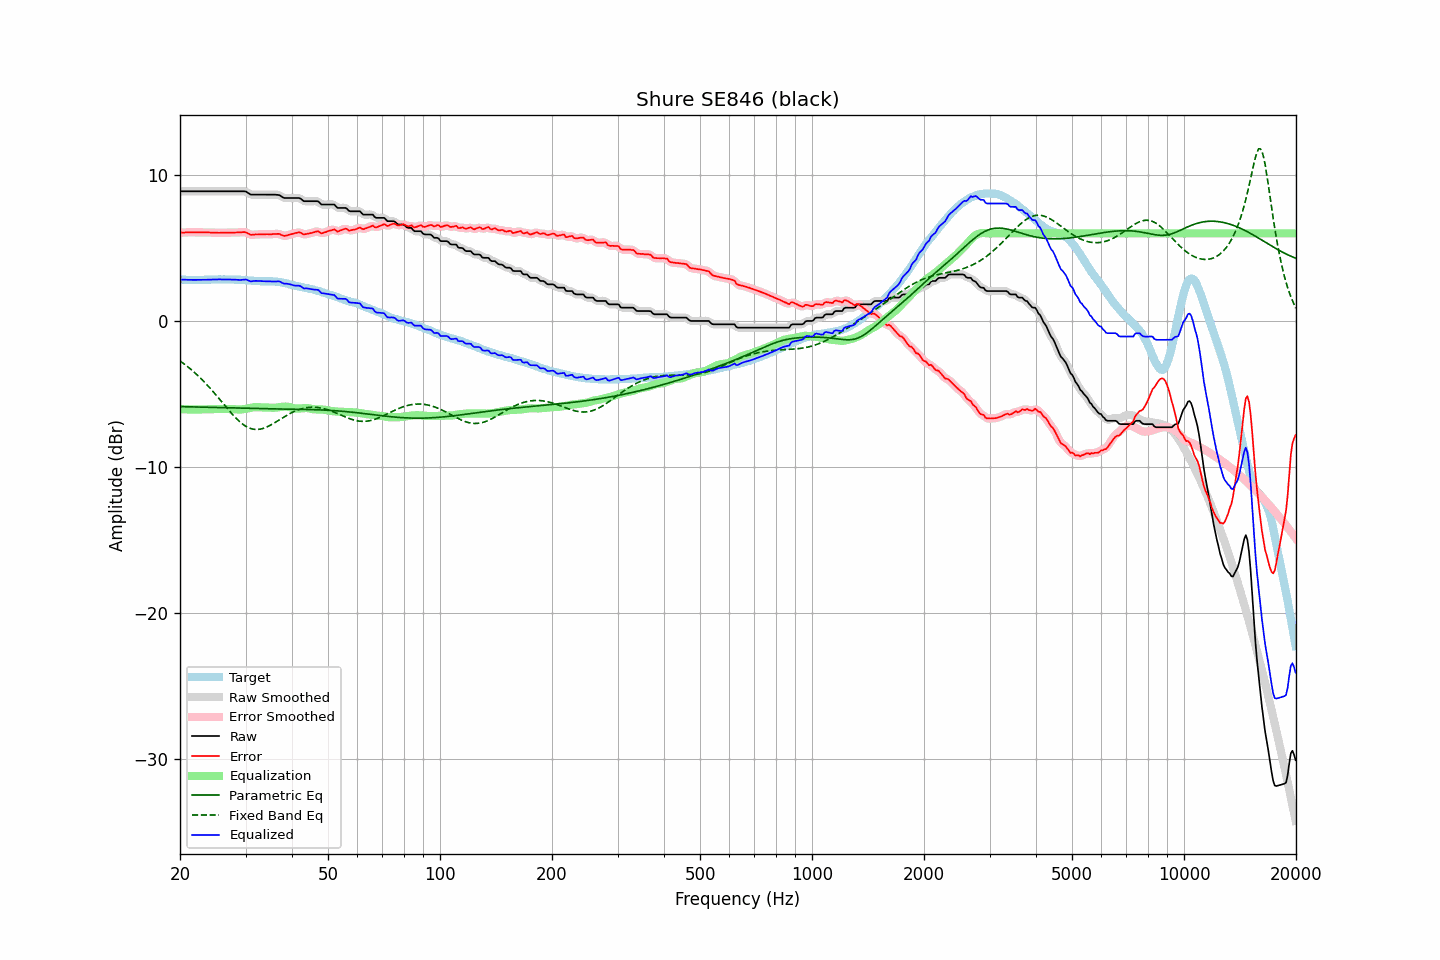 Shure SE846 (black)
Amplitude (dBr)
10
0
−10
−20
−30
Target
Raw Smoothed
Error Smoothed
Raw
Error
Equalization
Parametric Eq
Fixed Band Eq
Equalized
20 50 100 200 500 1000 2000 5000 10000 20000
Frequency (Hz)